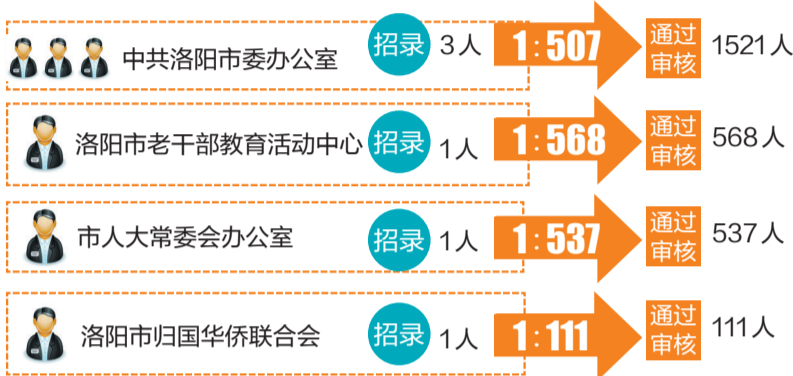 中共洛阳市委办公室 招录 3人 1:507 通过审核 1521人
洛阳市老干部教育活动中心 招录 1人 1:568 通过审核 568人
市人大常委会办公室 招录 1人 1:537 通过审核 537人
洛阳市归国华侨联合会 招录 1人 1:111 通过审核 111人